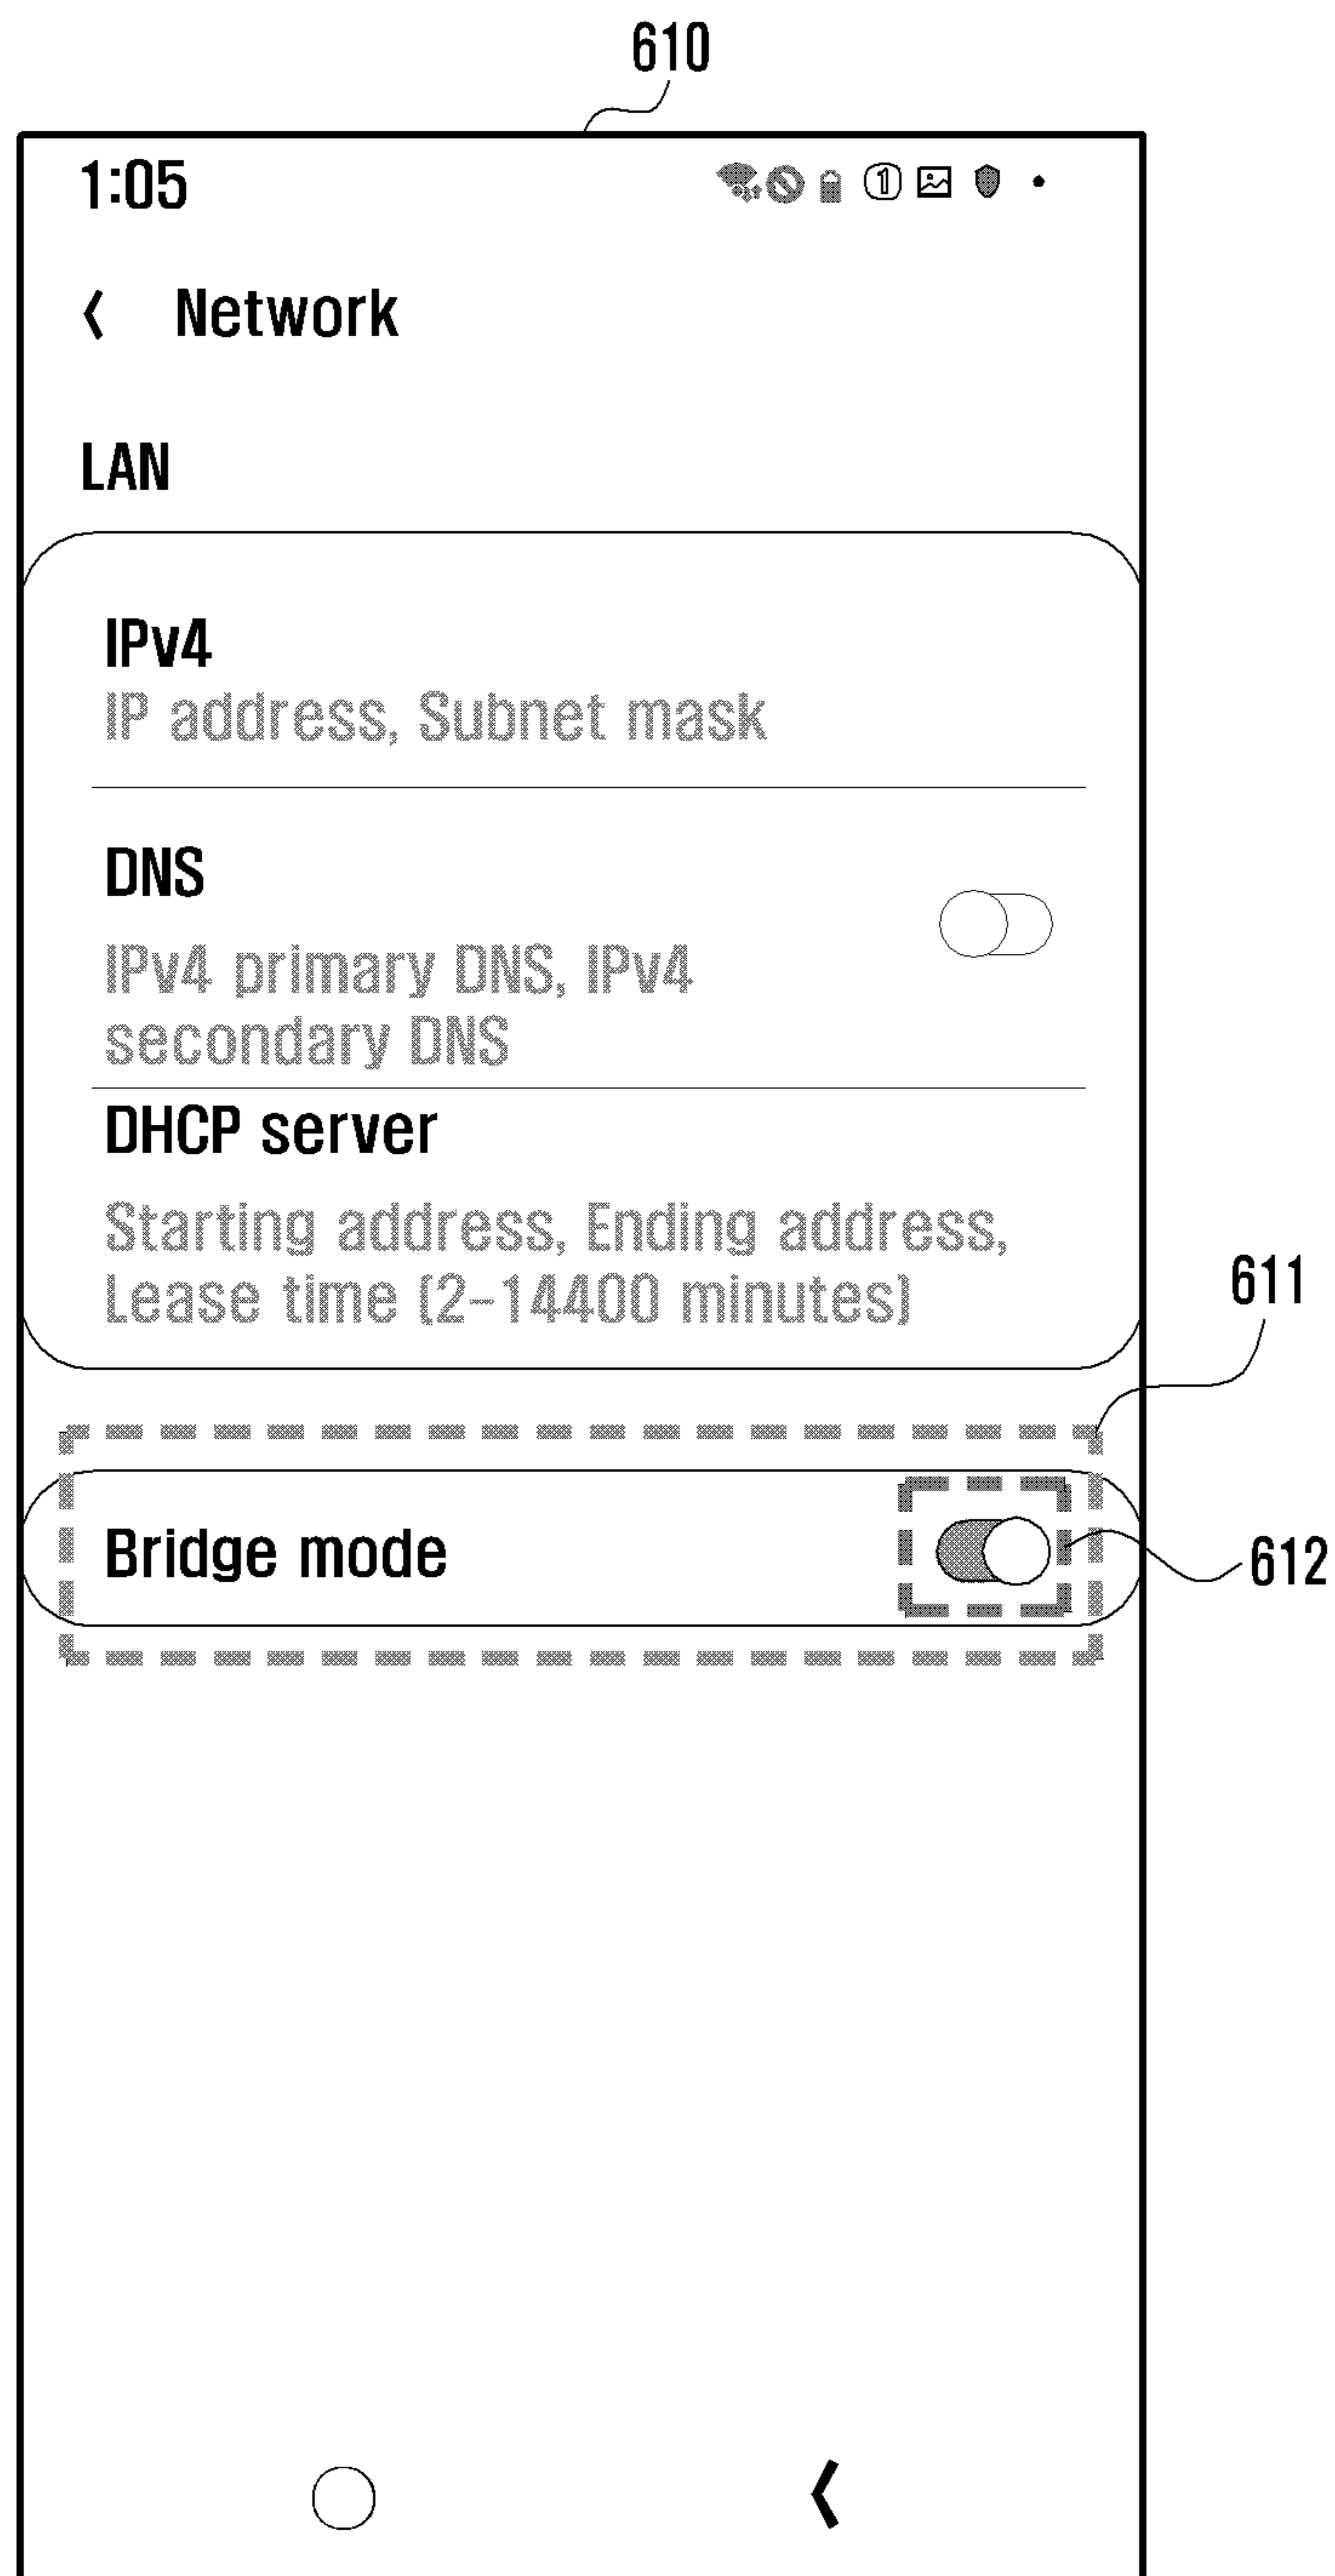 610
1:05
1
Network
LAN
IPv4
IP address, Subnet mask
DNS
IPv4 primary DNS, IPv4
secondary DNS
DHCP server
Starting address, Ending address,
Lease time (2-14400 minutes)
611
Bridge mode
612